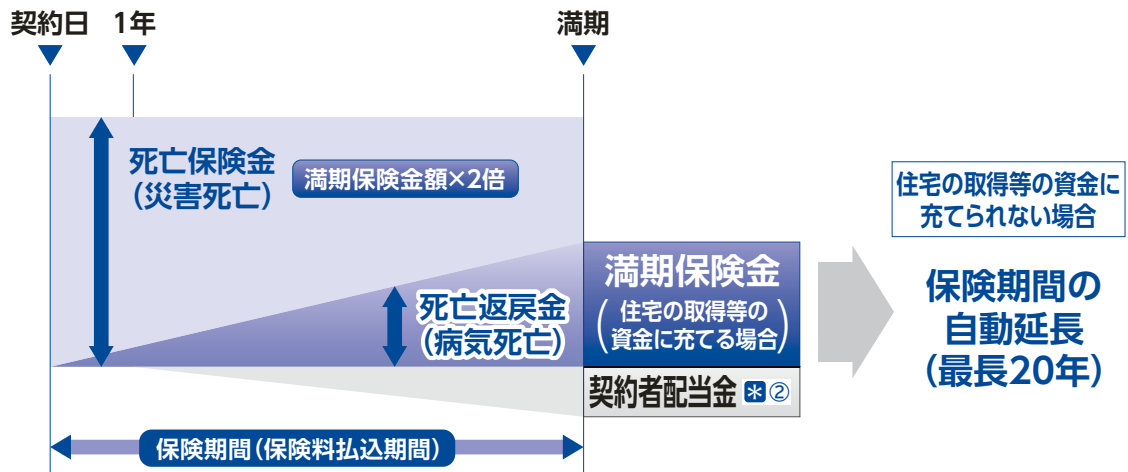 契約日 1年 満期
死亡保険金
(災害死亡)
満期保険金額×2倍
死亡返戻金
(病気死亡)
満期保険金
(住宅の取得等の
資金に充てる場合)
契約者配当金 *②
保険期間(保険料払込期間)
住宅の取得等の資金に
充てられない場合
保険期間の
自動延長
(最長20年)